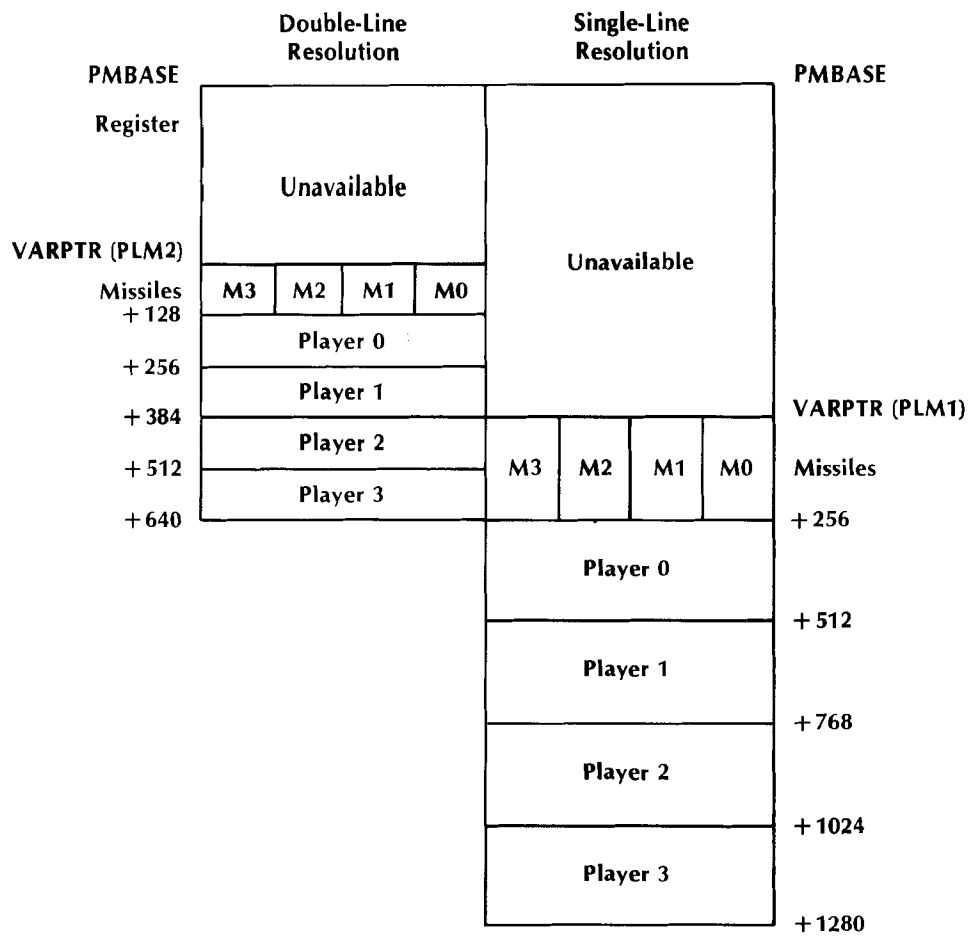 Double-Line
Resolution
Single-Line
Resolution
PMBASE
PMBASE
Register
Unavailable
Unavailable
VARPTR (PLM2)
Missiles
M3 M2 M1 M0
+128
Player 0
+256
Player 1
+384
Player 2
+512
Player 3
+640
VARPTR (PLM1)
M3 M2 M1 M0
Missiles
+256
Player 0
+512
Player 1
+768
Player 2
+1024
Player 3
+1280